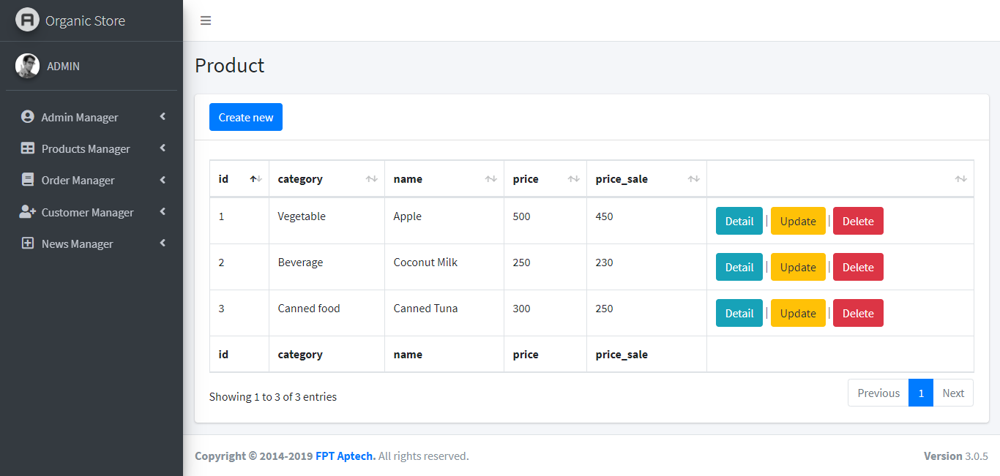 Organic Store
ADMIN
Admin Manager
Products Manager
Order Manager
Customer Manager
News Manager
Product
Create new
id category name price price_sale
1 Vegetable Apple 500 450 Detail | Update | Delete
2 Beverage Coconut Milk 250 230 Detail | Update | Delete
3 Canned food Canned Tuna 300 250 Detail | Update | Delete
id category name price price_sale
Showing 1 to 3 of 3 entries
Previous 1 Next
Copyright © 2014-2019 FPT Aptech. All rights reserved.
Version 3.0.5